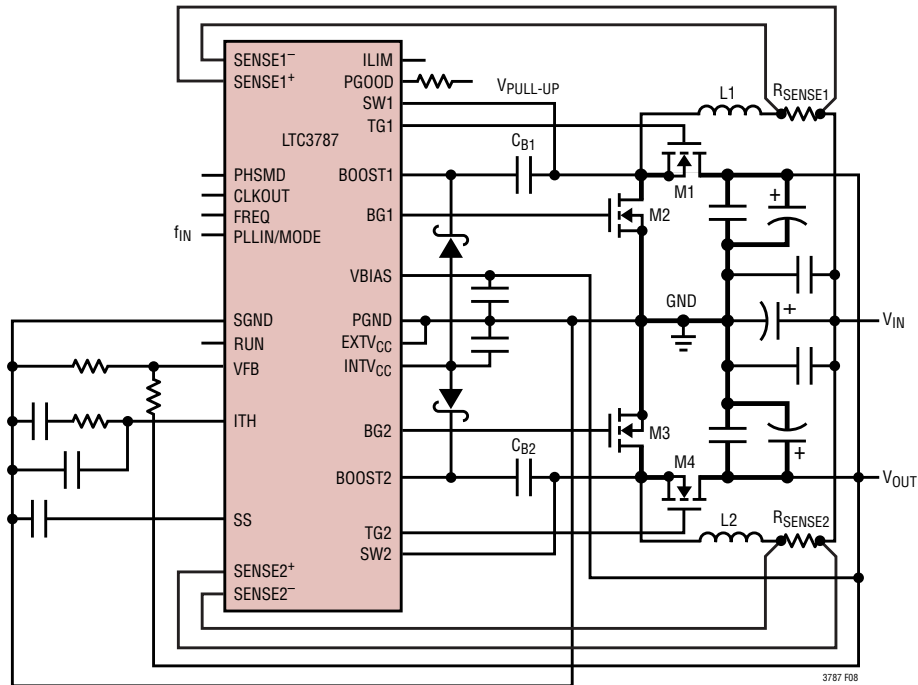 SENSE1–
SENSE1+
LTC3787
PHSMD
CLKOUT
FREQ
fIN
PLLIN/MODE
SGND
RUN
VFB
ITH
SS
SENSE2+
SENSE2–
ILIM
PGOOD
VPULL-UP
SW1
TG1
BOOST1
BG1
VBIAS
PGND
EXTVCC
INTVCC
BG2
BOOST2
TG2
SW2
CB1
CB2
L1
RSENSE1
M1
M2
+
GND
+
VIN
M3
M4
+
VOUT
L2
RSENSE2
3787 F08